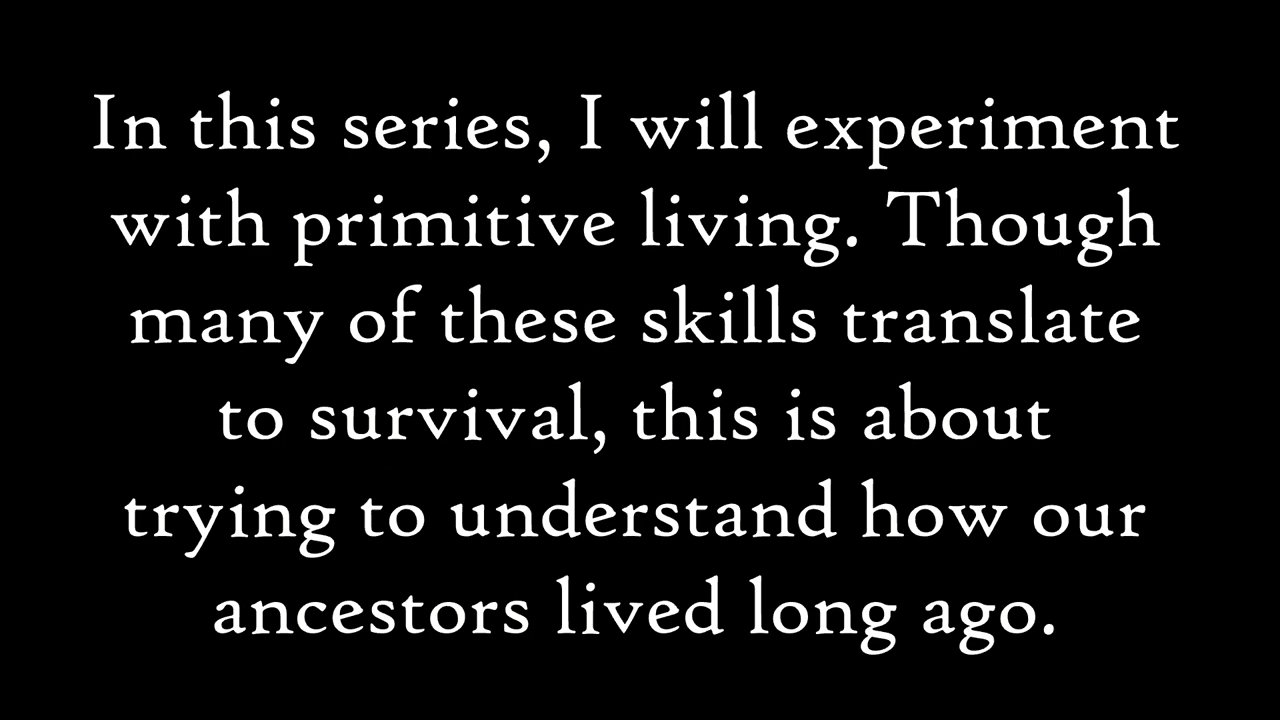 In this series, I will experiment
with primitive living. Though
many of these skills translate
to survival, this is about
trying to understand how our
ancestors lived long ago.